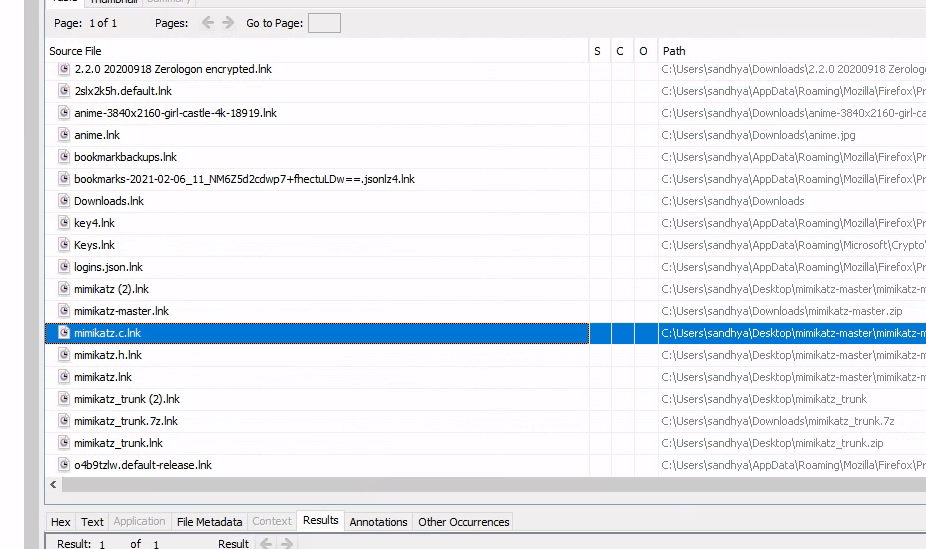 Table Thumbnail Summary
Page: 1 of 1 Pages: Go to Page:
Source File S C O Path
2.2.0 20200918 Zerologon encrypted.lnk C:\Users\sandhya\Downloads\2.2.0 20200918 Zerolog
2slx2k5h.default.lnk C:\Users\sandhya\AppData\Roaming\Mozilla\Firefox\Pr
anime-3840x2160-girl-castle-4k-18919.lnk C:\Users\sandhya\Downloads\anime-3840x2160-girl-ca
anime.lnk C:\Users\sandhya\Downloads\anime.jpg
bookmarkbackups.lnk C:\Users\sandhya\AppData\Roaming\Mozilla\Firefox\Pr
bookmarks-2021-02-06_11_NM6Z5d2cdwp7+fhectuLDw==.jsonlz4.lnk C:\Users\sandhya\AppData\Roaming\Mozilla\Firefox\Pr
Downloads.lnk C:\Users\sandhya\Downloads
key4.lnk C:\Users\sandhya\AppData\Roaming\Mozilla\Firefox\Pr
Keys.lnk C:\Users\sandhya\AppData\Roaming\Microsoft\Crypto\
logins.json.lnk C:\Users\sandhya\AppData\Roaming\Mozilla\Firefox\Pr
mimikatz (2).lnk C:\Users\sandhya\Desktop\mimikatz-master\mimikatz-m
mimikatz-master.lnk C:\Users\sandhya\Downloads\mimikatz-master.zip
mimikatz.c.lnk C:\Users\sandhya\Desktop\mimikatz-master\mimikatz-m
mimikatz.h.lnk C:\Users\sandhya\Desktop\mimikatz-master\mimikatz-m
mimikatz.lnk C:\Users\sandhya\Desktop\mimikatz-master\mimikatz-m
mimikatz_trunk (2).lnk C:\Users\sandhya\Desktop\mimikatz_trunk
mimikatz_trunk.7z.lnk C:\Users\sandhya\Downloads\mimikatz_trunk.7z
mimikatz_trunk.lnk C:\Users\sandhya\Desktop\mimikatz_trunk.zip
o4b9tzlw.default-release.lnk C:\Users\sandhya\AppData\Roaming\Mozilla\Firefox\Pr
Hex Text Application File Metadata Context Results Annotations Other Occurrences
Result: 1 of 1 Result